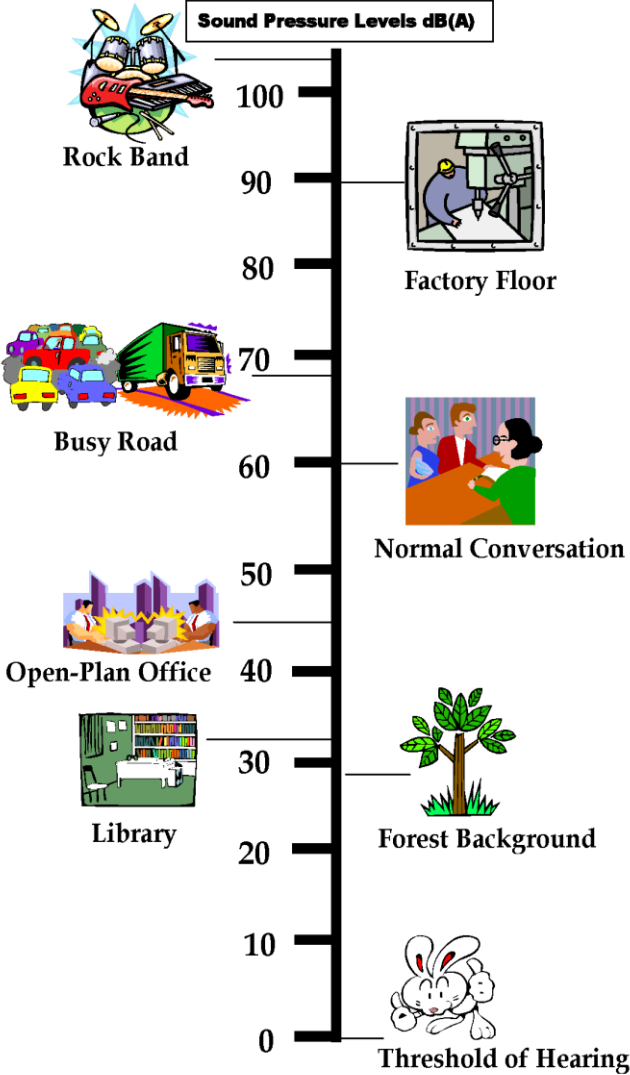 Sound Pressure Levels dB(A)
100
Rock Band
90
80
Factory Floor
70
Busy Road
60
Normal Conversation
50
Open-Plan Office
40
30
Library
Forest Background
20
10
0
Threshold of Hearing